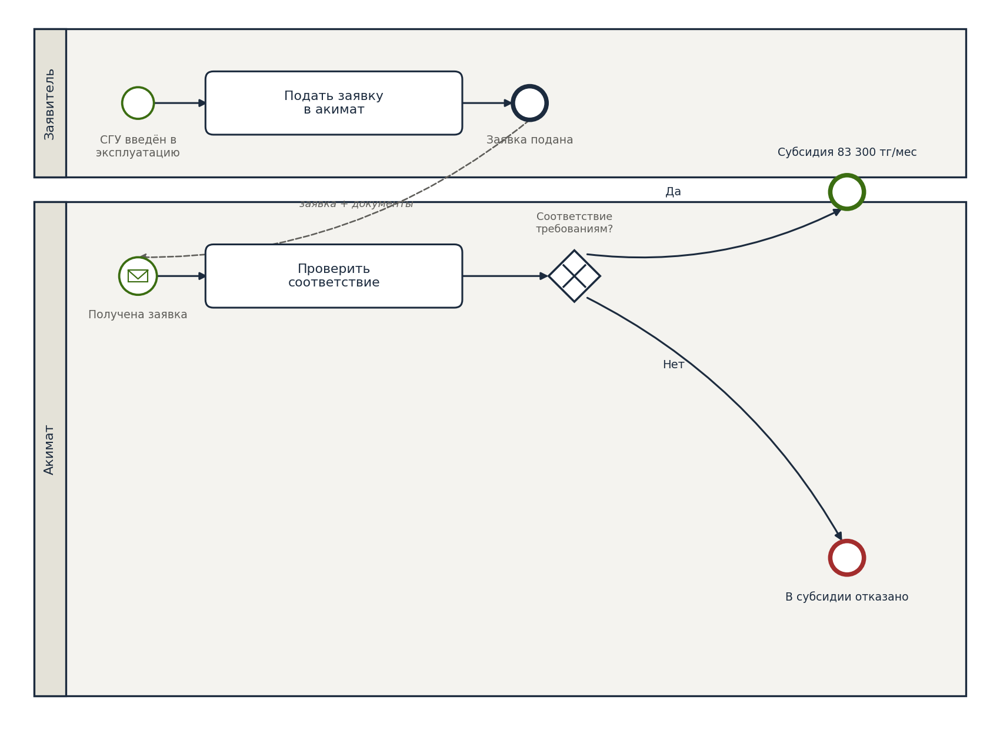 Заявитель
Подать заявку
в акимат
СГУ введён в
эксплуатацию
Заявка подана
Субсидия 83 300 тг/мес
Да
заявка + документы
Акимат
Соответствие
требованиям?
Проверить
соответствие
Получена заявка
Нет
В субсидии отказано